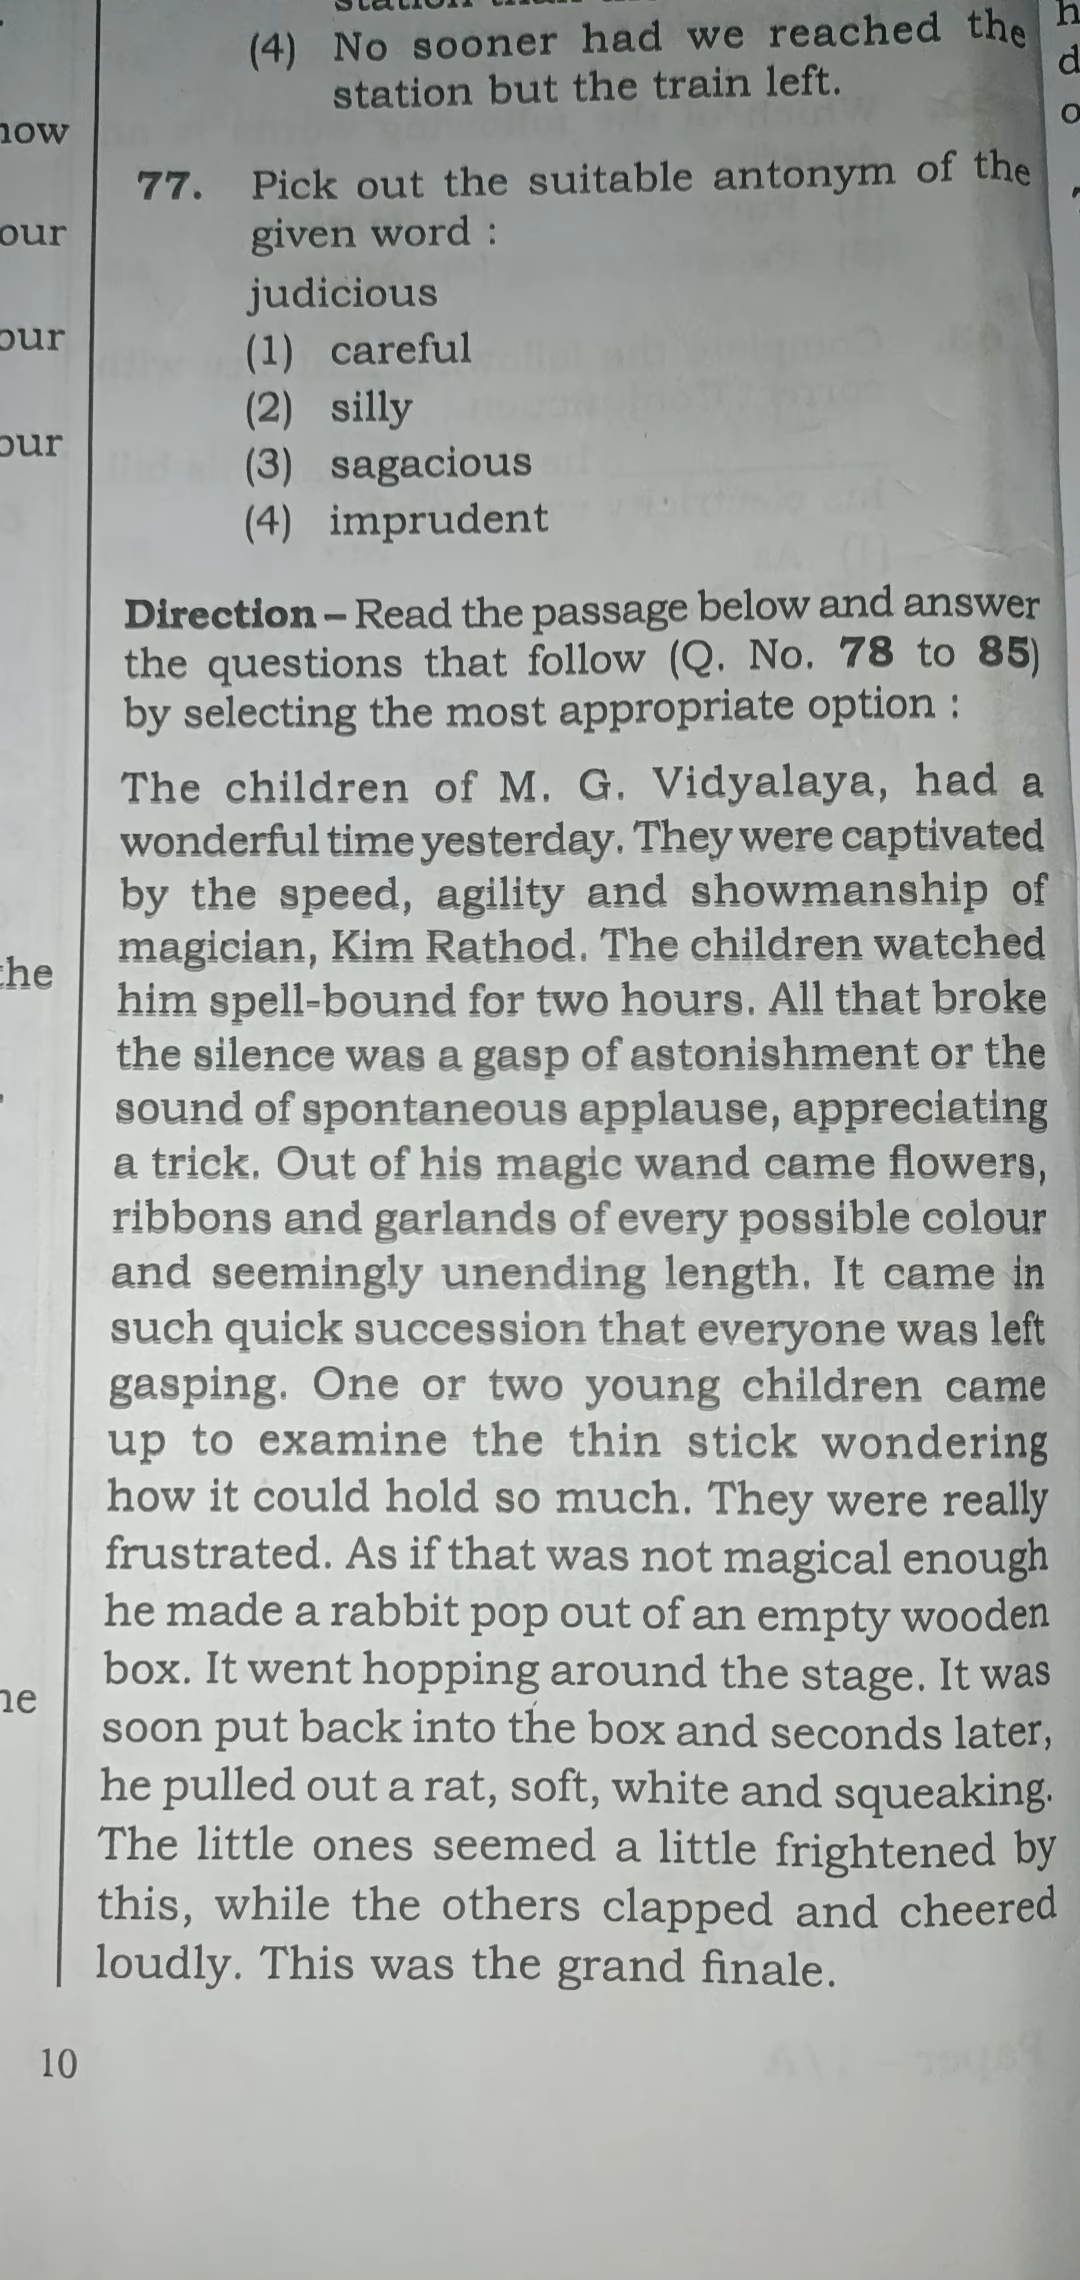 (4) No sooner had we reached the
station but the train left.
77. Pick out the suitable antonym of the
given word :
judicious
(1) careful
(2) silly
(3) sagacious
(4) imprudent
Direction – Read the passage below and answer
the questions that follow (Q. No. 78 to 85)
by selecting the most appropriate option :
The children of M. G. Vidyalaya, had a
wonderful time yesterday. They were captivated
by the speed, agility and showmanship of
magician, Kim Rathod. The children watched
him spell-bound for two hours. All that broke
the silence was a gasp of astonishment or the
sound of spontaneous applause, appreciating
a trick. Out of his magic wand came flowers,
ribbons and garlands of every possible colour
and seemingly unending length. It came in
such quick succession that everyone was left
gasping. One or two young children came
up to examine the thin stick wondering
how it could hold so much. They were really
frustrated. As if that was not magical enough
he made a rabbit pop out of an empty wooden
box. It went hopping around the stage. It was
soon put back into the box and seconds later,
he pulled out a rat, soft, white and squeaking.
The little ones seemed a little frightened by
this, while the others clapped and cheered
loudly. This was the grand finale.
10